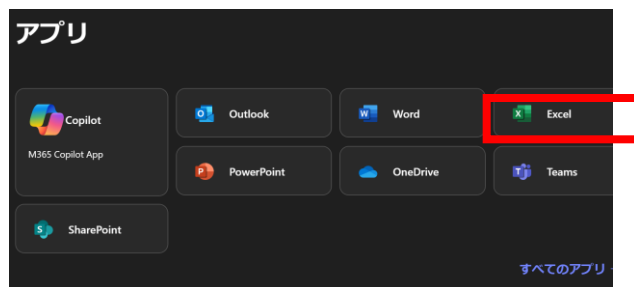 アプリ
Copilot
M365 Copilot App
Outlook
Word
Excel
PowerPoint
OneDrive
Teams
SharePoint
すべてのアプリ